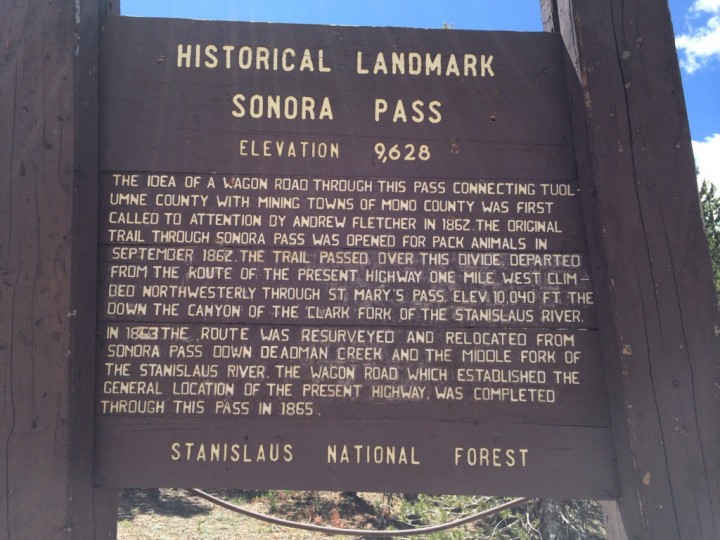 HISTORICAL LANDMARK
SONORA PASS
ELEVATION 9,628
THE IDEA OF A WAGON ROAD THROUGH THIS PASS CONNECTING TUOL-
UMNE COUNTY WITH MINING TOWNS OF MONO COUNTY WAS FIRST
CALLED TO ATTENTION BY ANDREW FLETCHER IN 1862. THE ORIGINAL
TRAIL THROUGH SONORA PASS WAS OPENED FOR PACK ANIMALS IN
SEPTEMBER 1862. THE TRAIL PASSED OVER THIS DIVIDE, DEPARTED
FROM THE ROUTE OF THE PRESENT HIGHWAY ONE MILE WEST CLIM-
BED NORTHWESTERLY THROUGH ST. MARY'S PASS, ELEV. 10,040 FT. THE
DOWN THE CANYON OF THE CLARK FORK OF THE STANISLAUS RIVER.
IN 1863 THE ROUTE WAS RESURVEYED AND RELOCATED FROM
SONORA PASS DOWN DEADMAN CREEK AND THE MIDDLE FORK OF
THE STANISLAUS RIVER. THE WAGON ROAD WHICH ESTABLISHED THE
GENERAL LOCATION OF THE PRESENT HIGHWAY, WAS COMPLETED
THROUGH THIS PASS IN 1865.
STANISLAUS NATIONAL FOREST